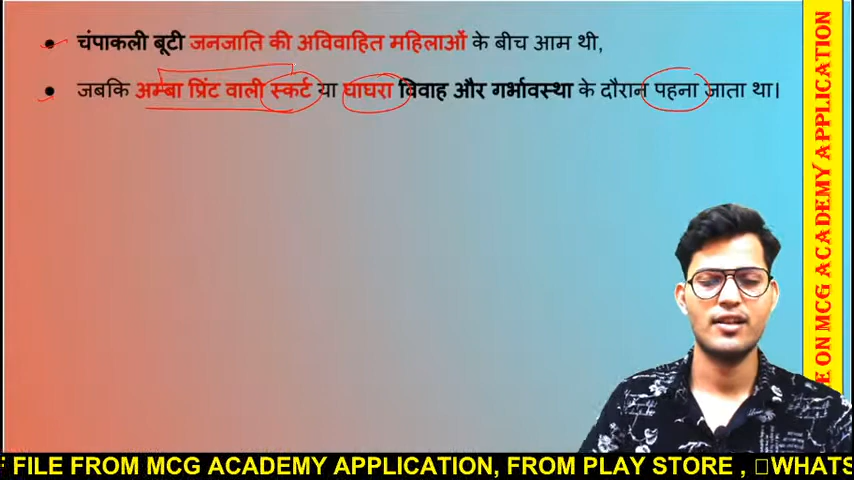 चंपाकली बूटी जनजाति की अविवाहित महिलाओं के बीच आम थी,
जबकि अम्बा प्रिंट वाली स्कर्ट या घाघरा विवाह और गर्भावस्था के दौरान पहना जाता था।
E ON MCG ACADEMY APPLICATION
F FILE FROM MCG ACADEMY APPLICATION, FROM PLAY STORE , WHATS